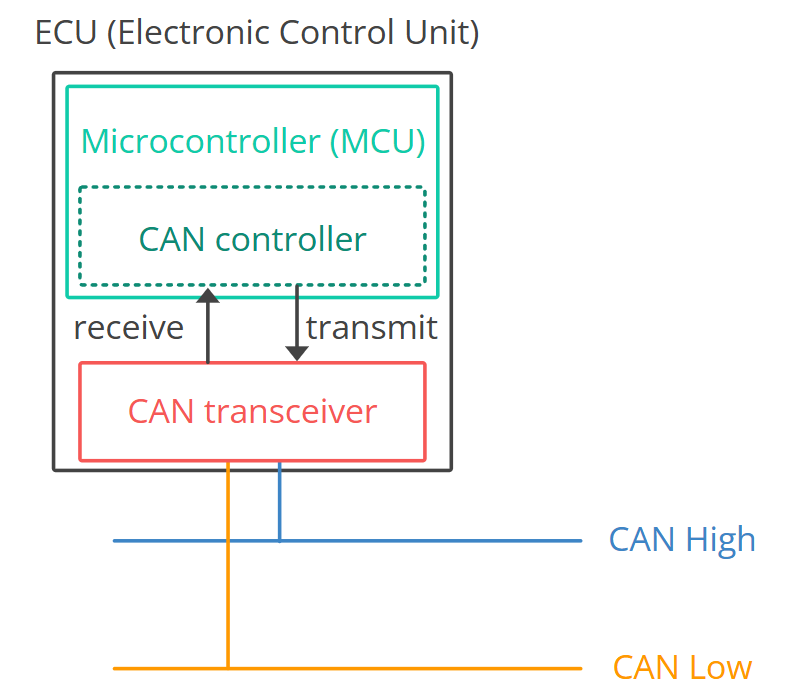 ECU (Electronic Control Unit)
Microcontroller (MCU)
CAN controller
receive
transmit
CAN transceiver
CAN High
CAN Low